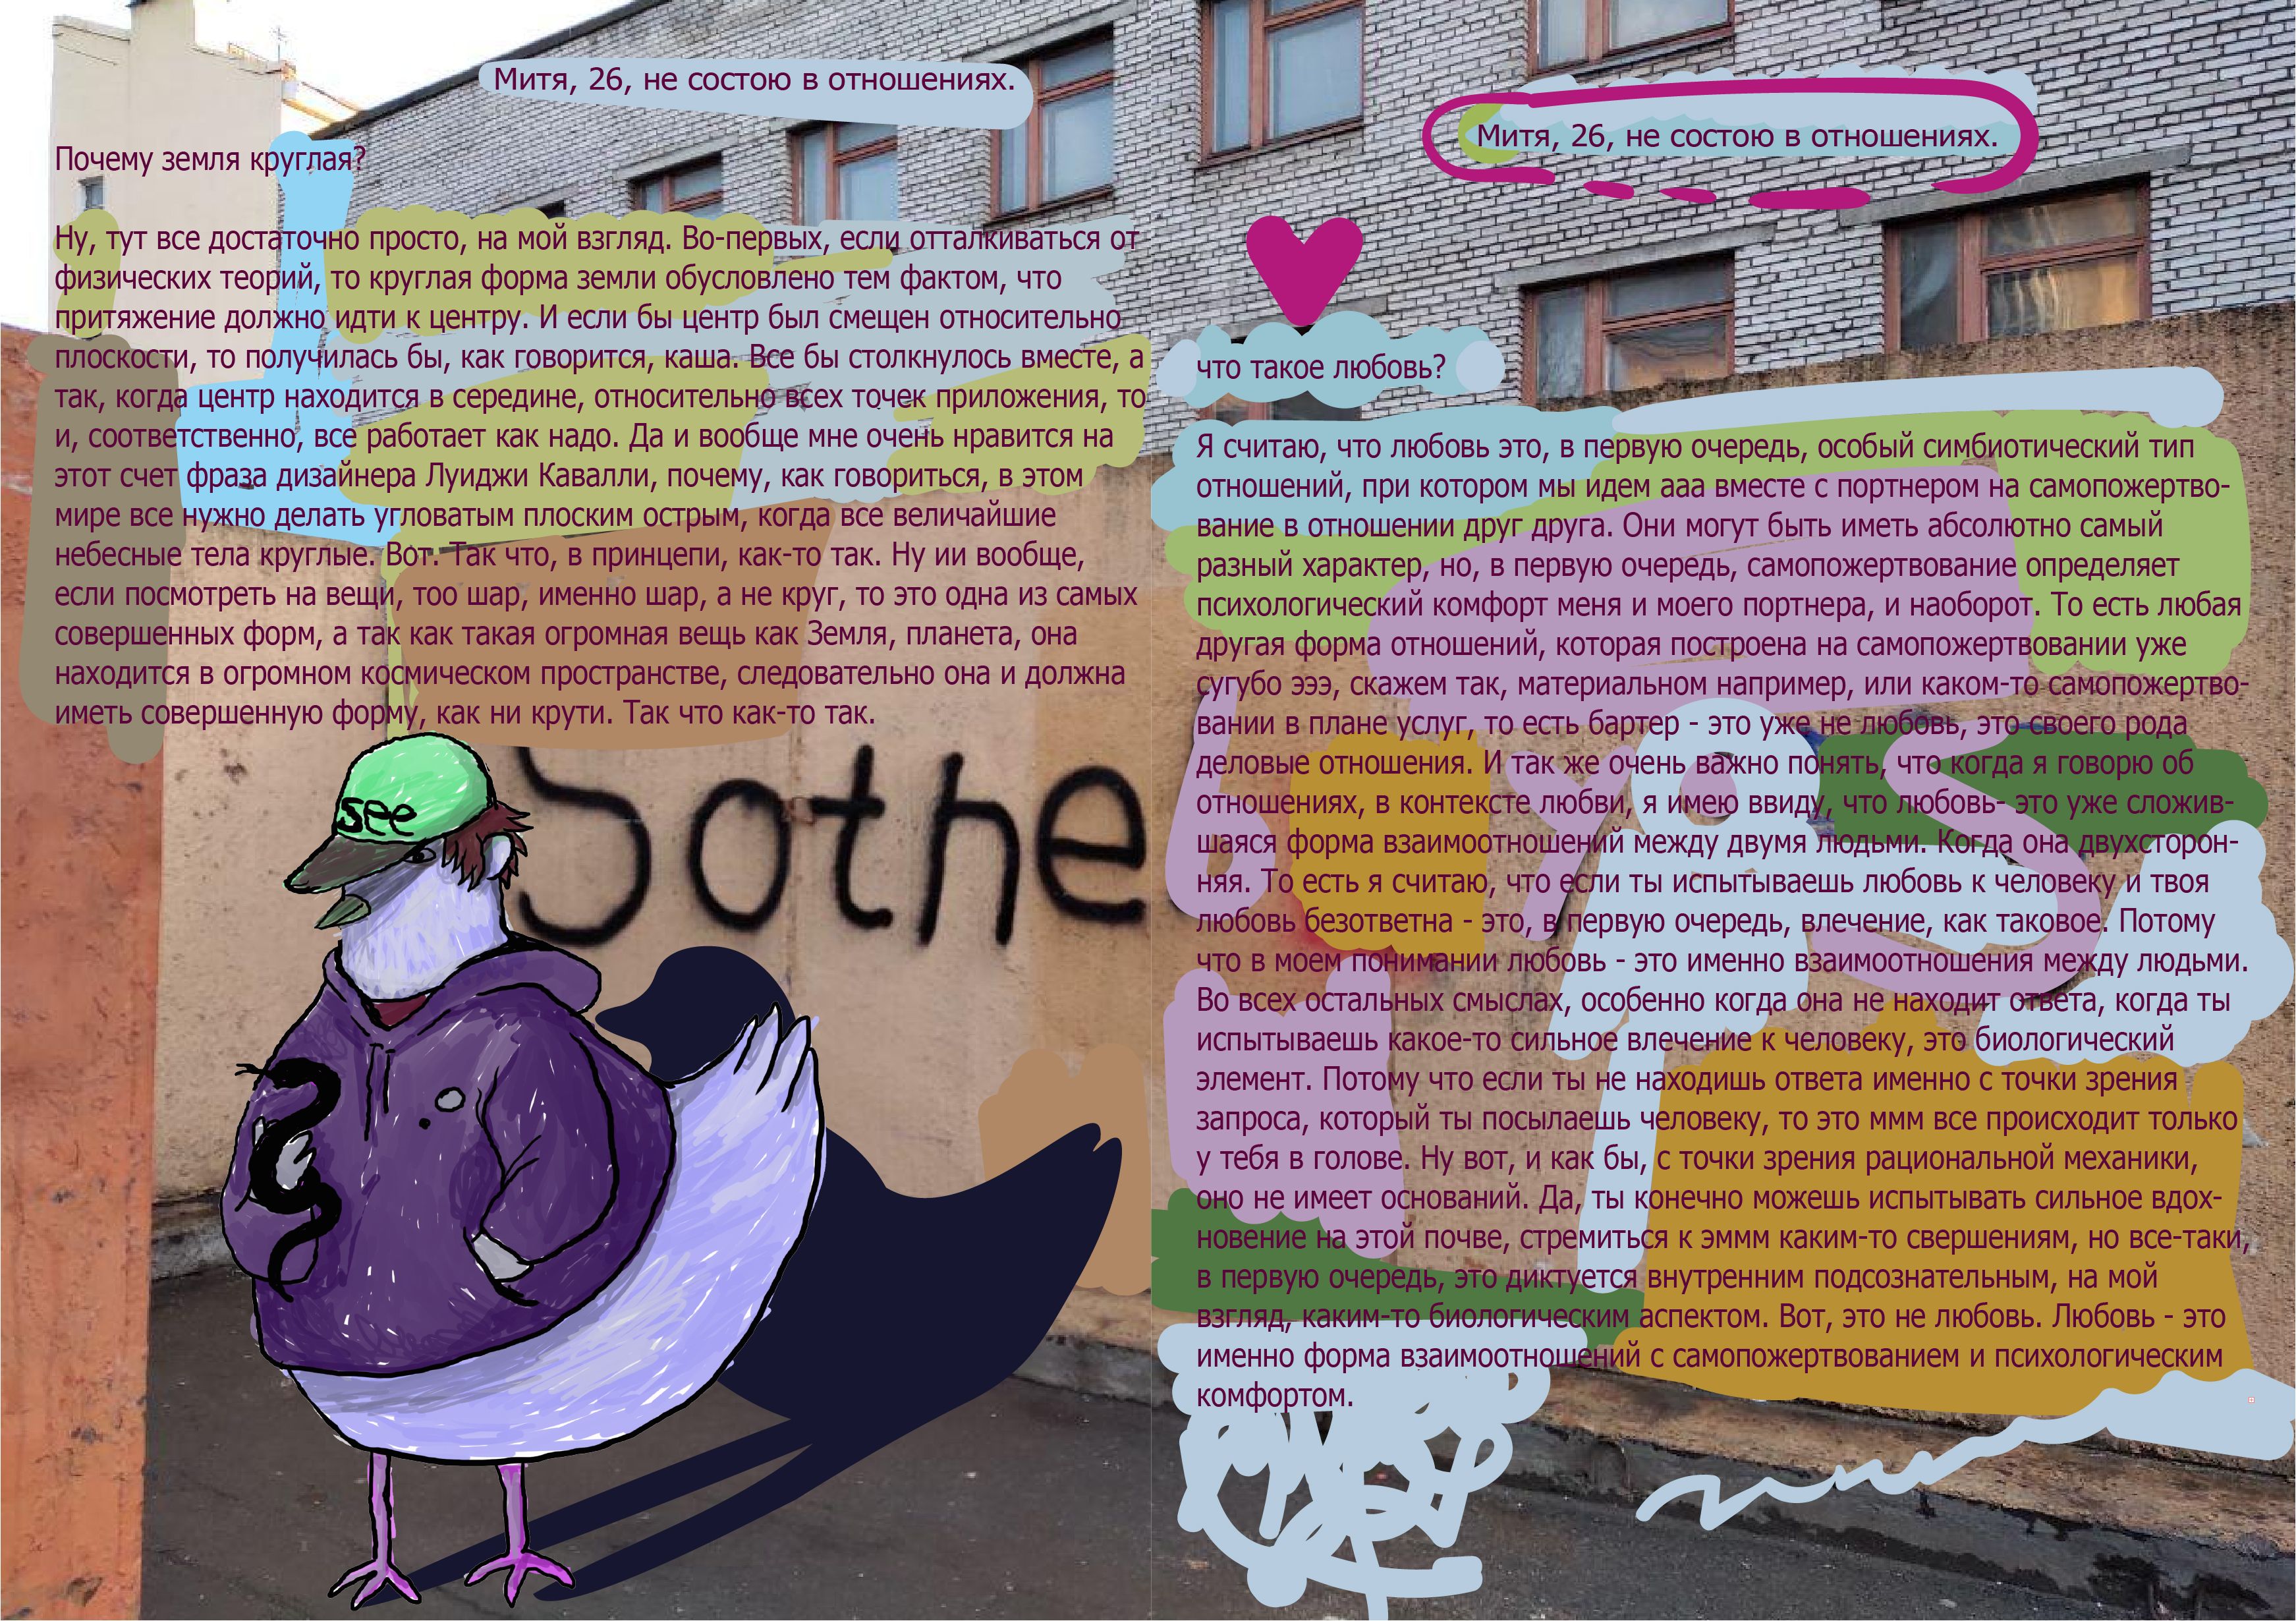 Митя, 26, не состою в отношениях.
Почему земля круглая?
Ну, тут все достаточно просто, на мой взгляд. Во-первых, если отталкиваться от
физических теорий, то круглая форма земли обусловлено тем фактом, что
притяжение должно идти к центру. И если бы центр был смещен относительно
плоскости, то получилась бы, как говорится, каша. Все бы столкнулось вместе, а
так, когда центр находится в середине, относительно всех точек приложения, то
и, соответственно, все работает как надо. Да и вообще мне очень нравится на
этот счет фраза дизайнера Луиджи Кавалли, почему, как говориться, в этом
мире все нужно делать угловатым плоским острым, когда все величайшие
небесные тела круглые. Вот. Так что, в принцепи, как-то так. Ну ии вообще,
если посмотреть на вещи, тоо шар, именно шар, а не круг, то это одна из самых
совершенных форм, а так как такая огромная вещь как Земля, планета, она
находится в огромном космическом пространстве, следовательно она и должна
иметь совершенную форму, как ни крути. Так что как-то так.
see
Sothe
Митя, 26, не состою в отношениях.
что такое любовь?
Я считаю, что любовь это, в первую очередь, особый симбиотический тип
отношений, при котором мы идем ааа вместе с портнером на самопожертво-
вание в отношении друг друга. Они могут быть иметь абсолютно самый
разный характер, но, в первую очередь, самопожертвование определяет
психологический комфорт меня и моего портнера, и наоборот. То есть любая
другая форма отношений, которая построена на самопожертвовании уже
сугубо эээ, скажем так, материальном например, или каком-то самопожертво-
вании в плане услуг, то есть бартер - это уже не любовь, это своего рода
деловые отношения. И так же очень важно понять, что когда я говорю об
отношениях, в контексте любви, я имею ввиду, что любовь- это уже сложив-
шаяся форма взаимоотношений между двумя людьми. Когда она двухсторон-
няя. То есть я считаю, что если ты испытываешь любовь к человеку и твоя
любовь безответна - это, в первую очередь, влечение, как таковое. Потому
что в моем понимании любовь - это именно взаимоотношения между людьми.
Во всех остальных смыслах, особенно когда она не находит ответа, когда ты
испытываешь какое-то сильное влечение к человеку, это биологический
элемент. Потому что если ты не находишь ответа именно с точки зрения
запроса, который ты посылаешь человеку, то это ммм все происходит только
у тебя в голове. Ну вот, и как бы, с точки зрения рациональной механики,
оно не имеет оснований. Да, ты конечно можешь испытывать сильное вдох-
новение на этой почве, стремиться к эммм каким-то свершениям, но все-таки,
в первую очередь, это диктуется внутренним подсознательным, на мой
взгляд, каким-то биологическим аспектом. Вот, это не любовь. Любовь - это
именно форма взаимоотношений с самопожертвованием и психологическим
комфортом.